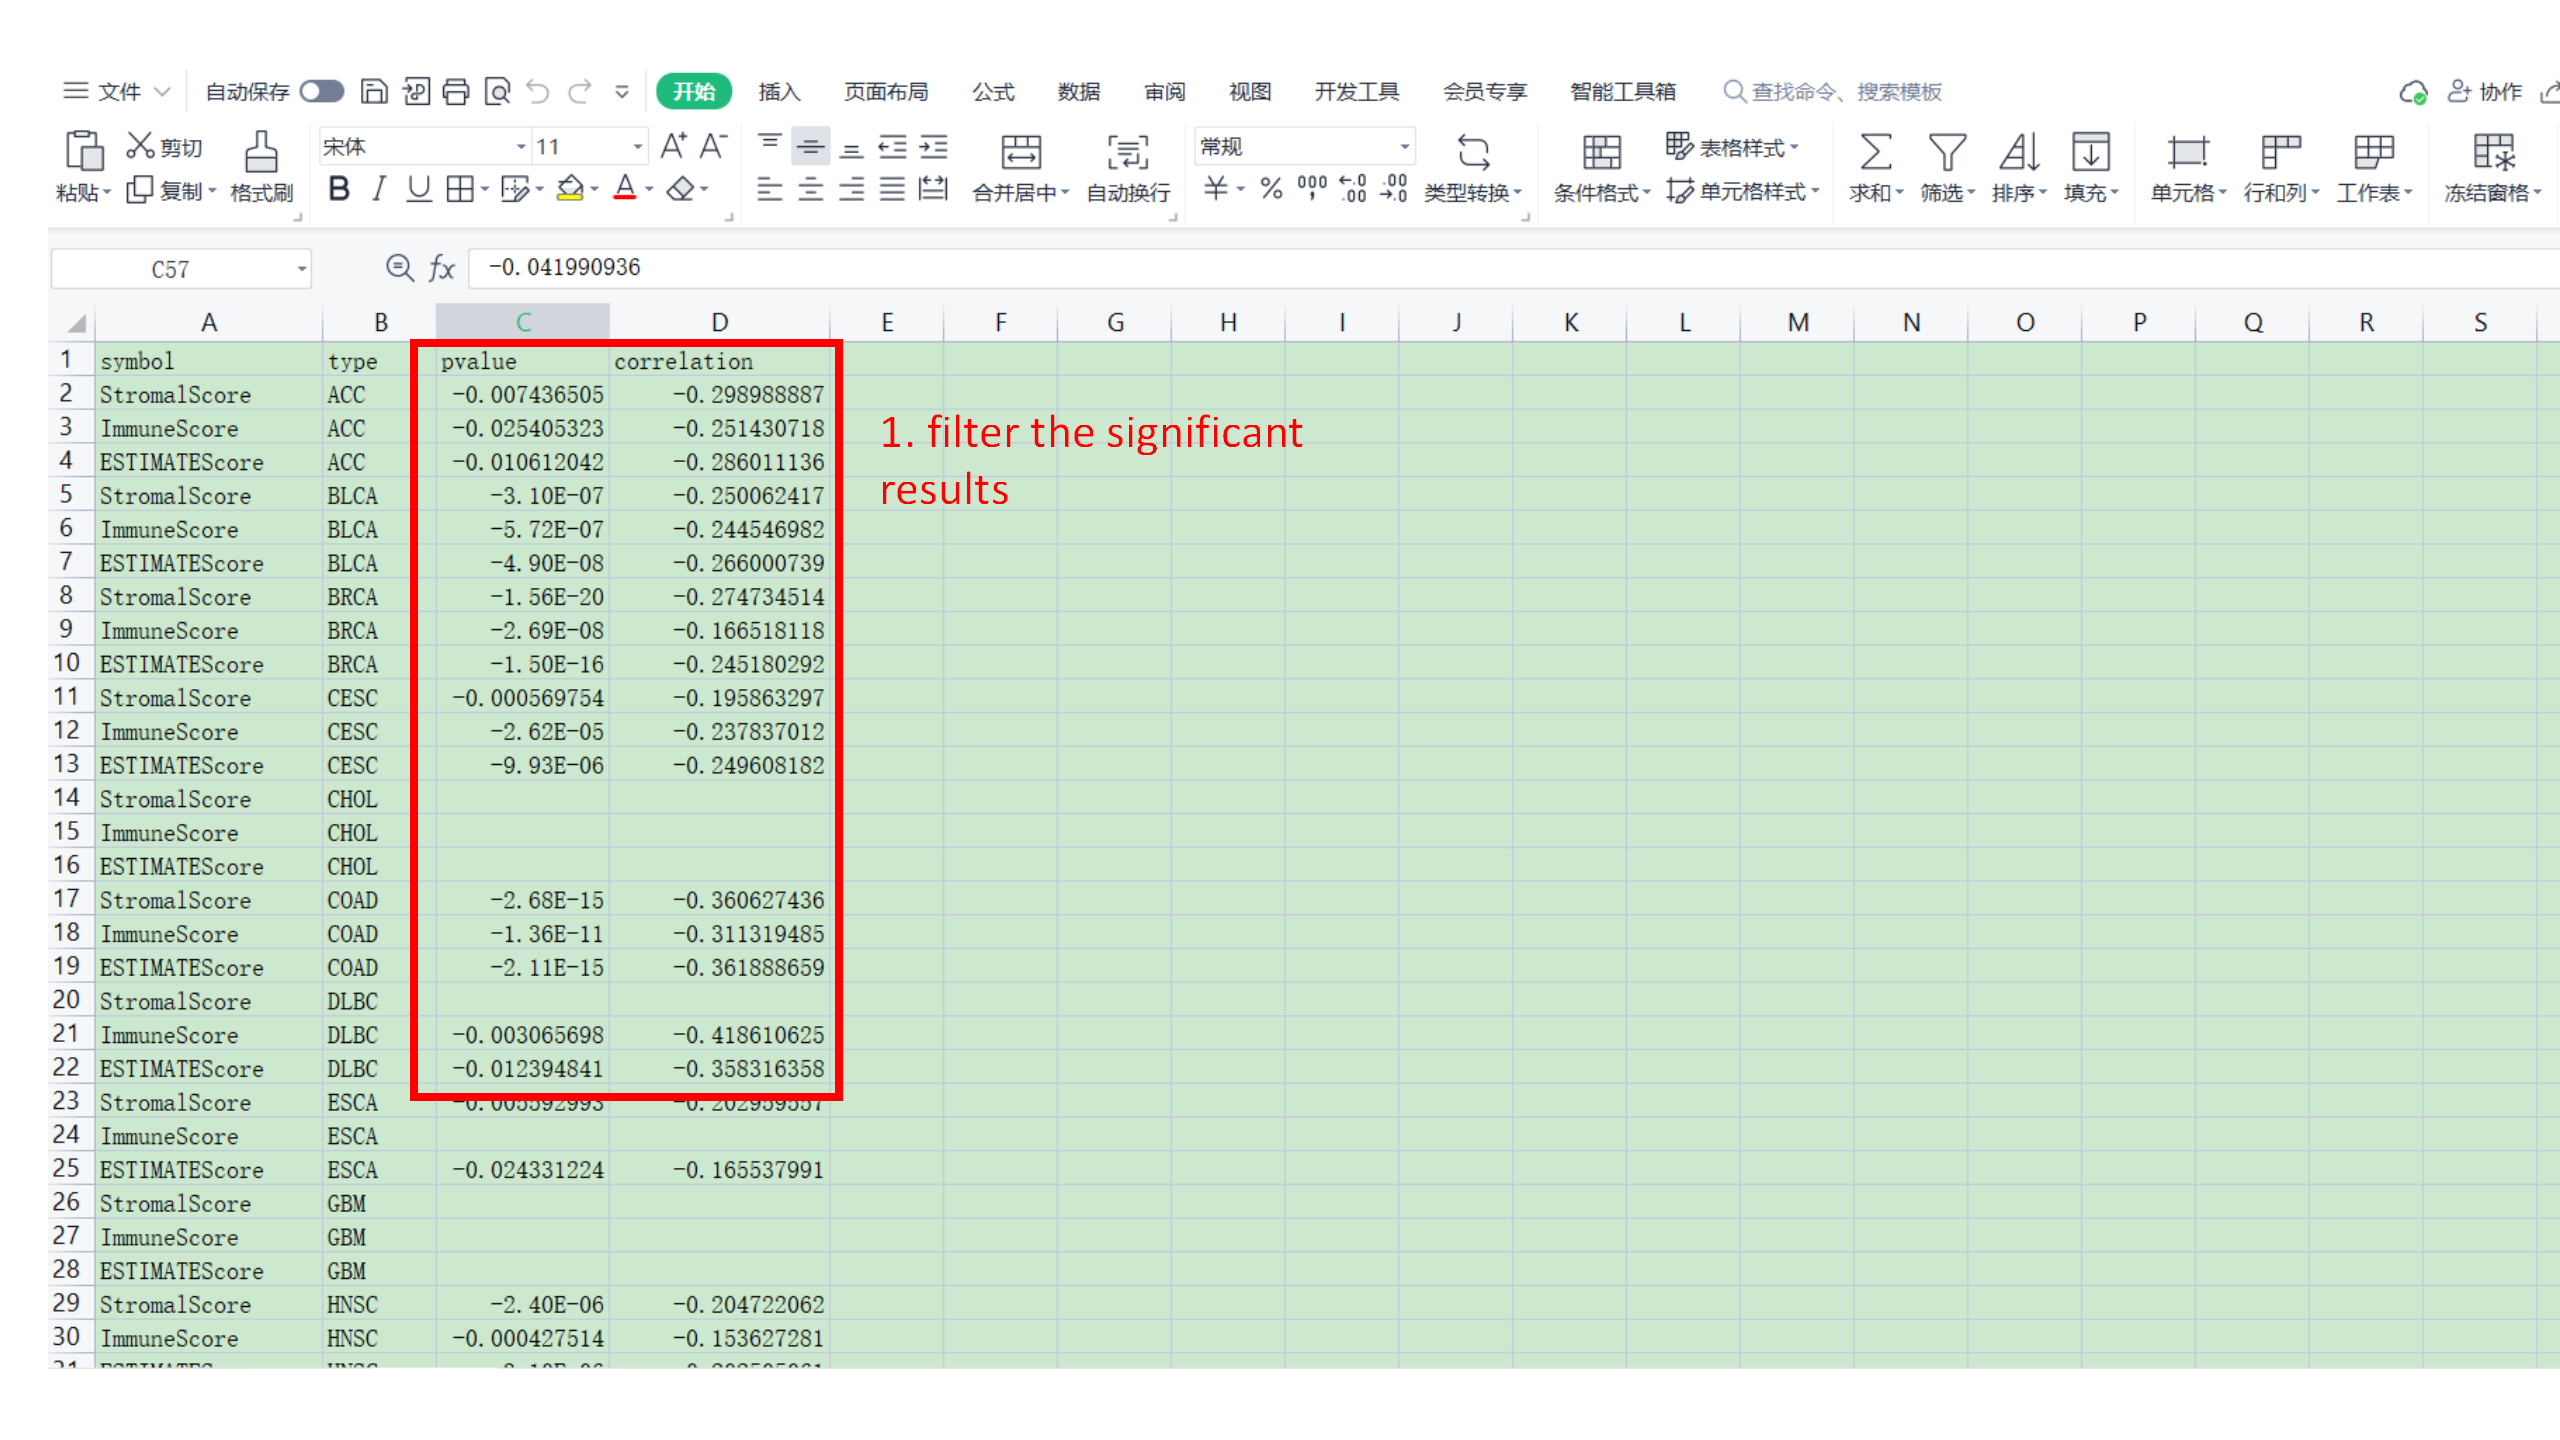 文件 自动保存 开始 插入 页面布局 公式 数据 审阅 视图 开发工具 会员专享 智能工具箱 查找命令、搜索模板 协作
剪切 宋体 11 A+ A- 常规 表格样式
粘贴 复制 格式刷 B I U A 合并居中 自动换行 ¥ % 000 ←.0 .00 .00 →.0 类型转换 条件格式 单元格样式 求和 筛选 排序 填充 单元格 行和列 工作表 冻结窗格
C57 fx -0.041990936
A B C D E F G H I J K L M N O P Q R S
1 symbol type pvalue correlation
2 StromalScore ACC -0.007436505 -0.298988887
3 ImmuneScore ACC -0.025405323 -0.251430718
4 ESTIMATEScore ACC -0.010612042 -0.286011136
5 StromalScore BLCA -3.10E-07 -0.250062417
6 ImmuneScore BLCA -5.72E-07 -0.244546982
7 ESTIMATEScore BLCA -4.90E-08 -0.266000739
8 StromalScore BRCA -1.56E-20 -0.274734514
9 ImmuneScore BRCA -2.69E-08 -0.166518118
10 ESTIMATEScore BRCA -1.50E-16 -0.245180292
11 StromalScore CESC -0.000569754 -0.195863297
12 ImmuneScore CESC -2.62E-05 -0.237837012
13 ESTIMATEScore CESC -9.93E-06 -0.249608182
14 StromalScore CHOL
15 ImmuneScore CHOL
16 ESTIMATEScore CHOL
17 StromalScore COAD -2.68E-15 -0.360627436
18 ImmuneScore COAD -1.36E-11 -0.311319485
19 ESTIMATEScore COAD -2.11E-15 -0.361888659
20 StromalScore DLBC
21 ImmuneScore DLBC -0.003065698 -0.418610625
22 ESTIMATEScore DLBC -0.012394841 -0.358316358
23 StromalScore ESCA -0.005592993 -0.202959557
24 ImmuneScore ESCA
25 ESTIMATEScore ESCA -0.024331224 -0.165537991
26 StromalScore GBM
27 ImmuneScore GBM
28 ESTIMATEScore GBM
29 StromalScore HNSC -2.40E-06 -0.204722062
30 ImmuneScore HNSC -0.000427514 -0.153627281
1. filter the significant
results